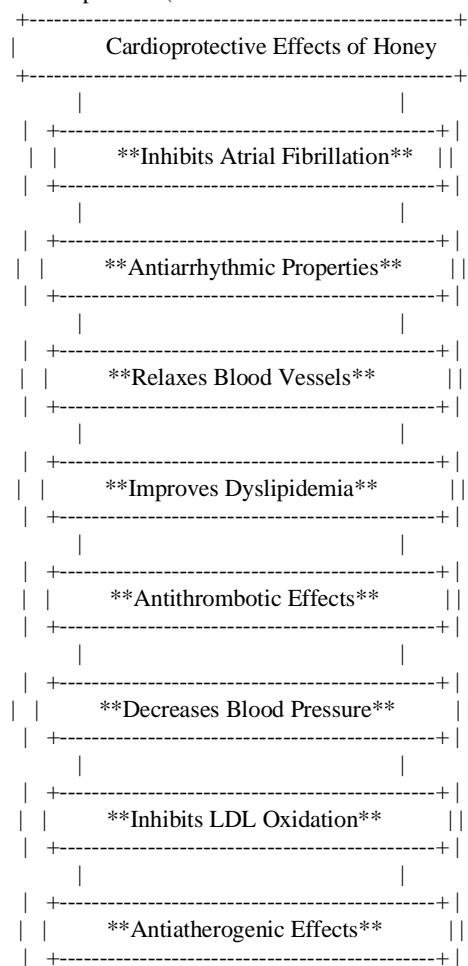 Cardioprotective Effects of Honey
**Inhibits Atrial Fibrillation**
**Antiarrhythmic Properties**
**Relaxes Blood Vessels**
**Improves Dyslipidemia**
**Antithrombotic Effects**
**Decreases Blood Pressure**
**Inhibits LDL Oxidation**
**Antiatherogenic Effects**